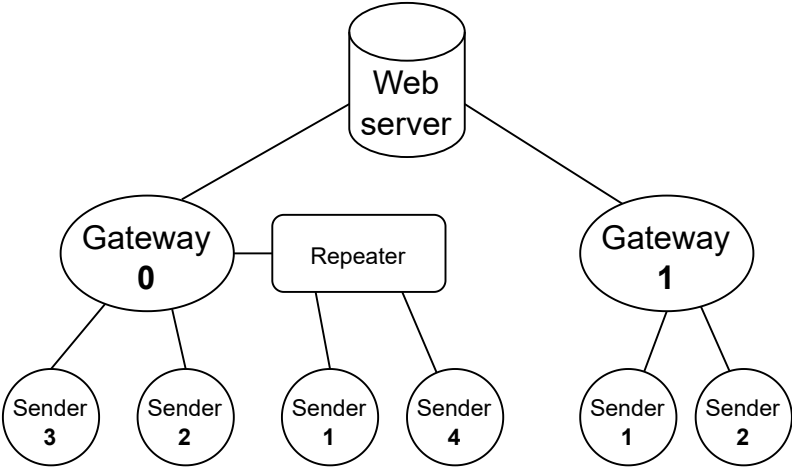 Web
server
Gateway
0
Repeater
Gateway
1
Sender
3
Sender
2
Sender
1
Sender
4
Sender
1
Sender
2